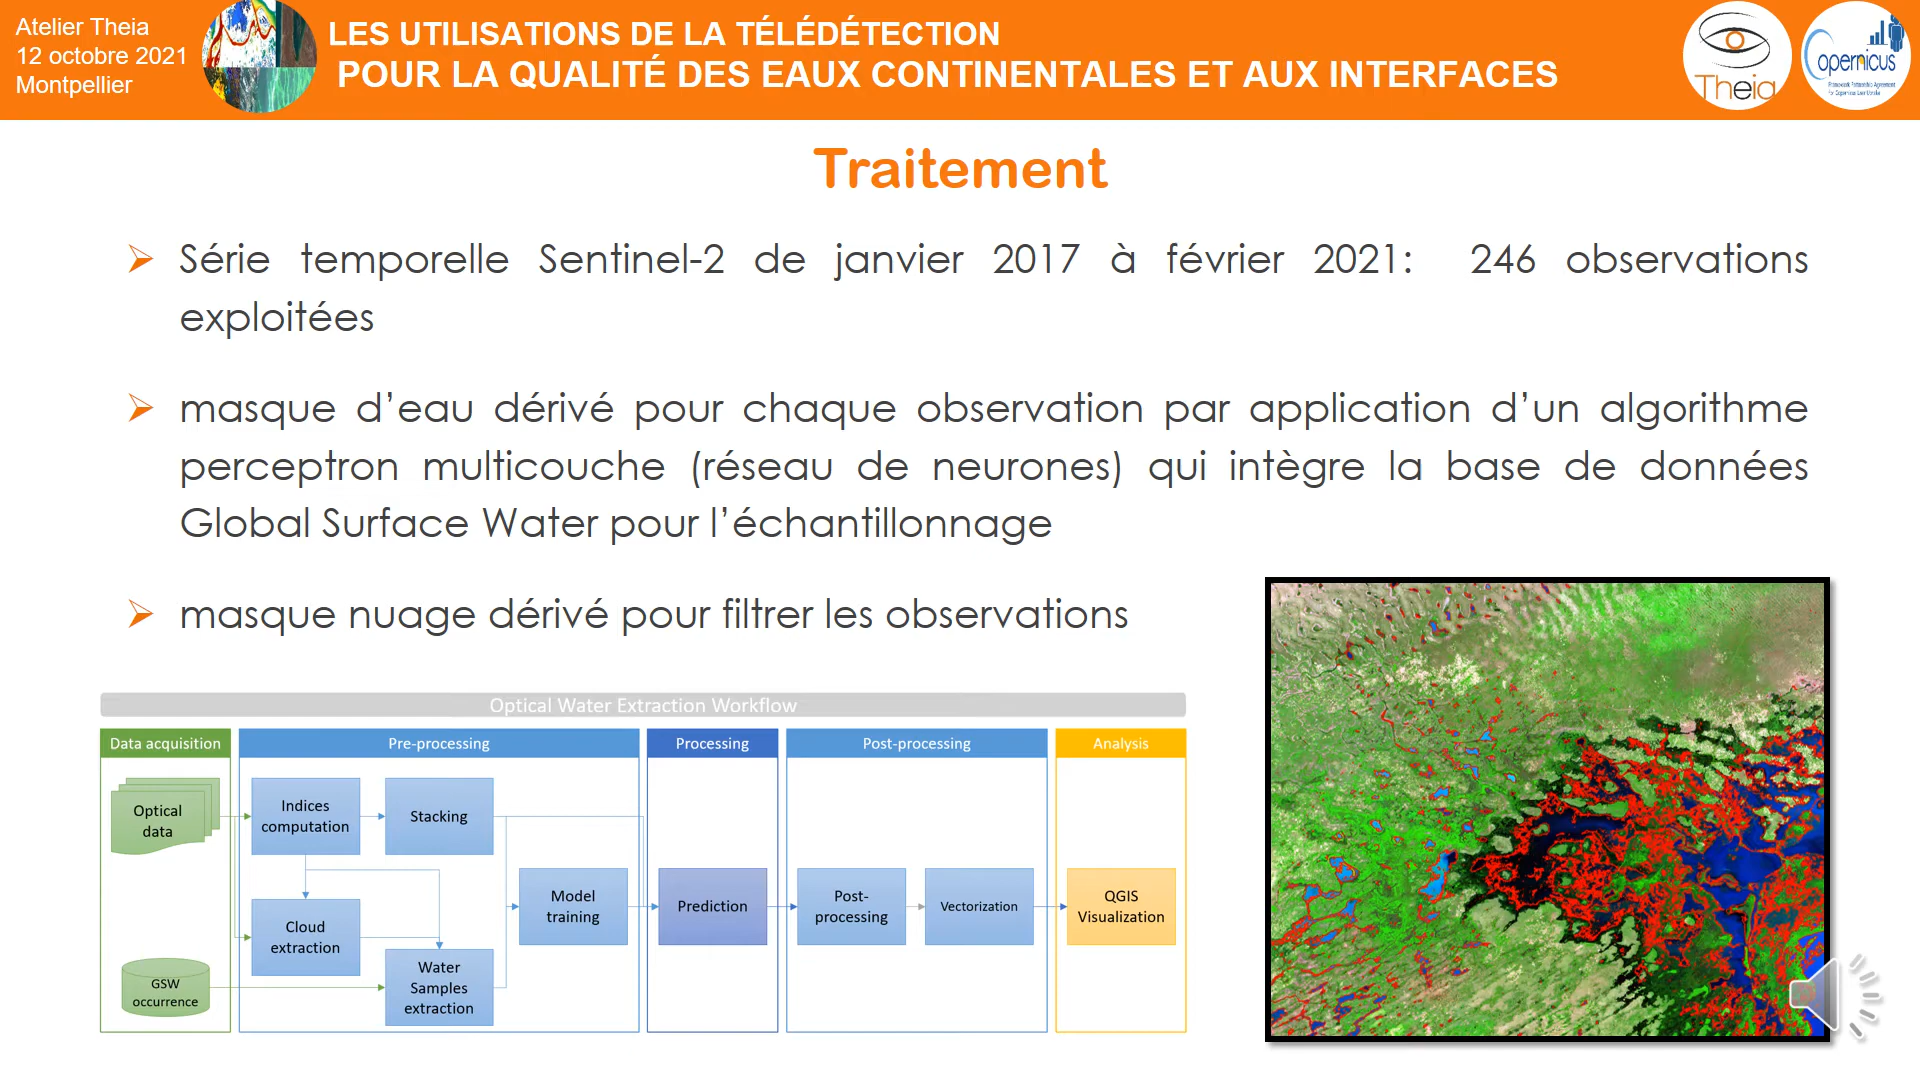 Atelier Theia
12 octobre 2021
Montpellier
LES UTILISATIONS DE LA TÉLÉDÉTECTION
POUR LA QUALITÉ DES EAUX CONTINENTALES ET AUX INTERFACES
Theia
Copernicus
Traitement
Série temporelle Sentinel-2 de janvier 2017 à février 2021: 246 observations
exploitées
masque d’eau dérivé pour chaque observation par application d’un algorithme
perceptron multicouche (réseau de neurones) qui intègre la base de données
Global Surface Water pour l’échantillonnage
masque nuage dérivé pour filtrer les observations
Optical Water Extraction Workflow
Data acquisition
Pre-processing
Processing
Post-processing
Analysis
Optical
data
Indices
computation
Stacking
Model
training
Prediction
Post-
processing
Vectorization
QGIS
Visualization
Cloud
extraction
GSW
occurrence
Water
Samples
extraction